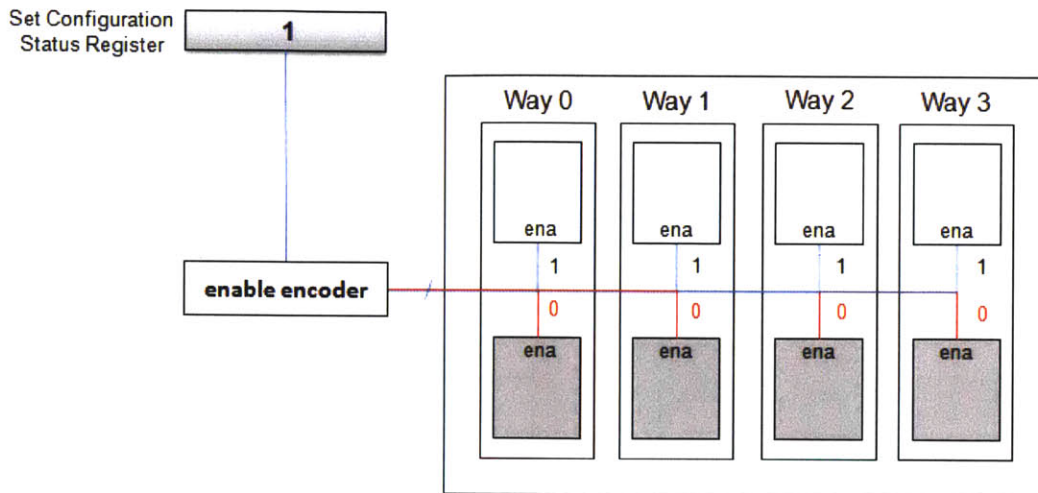 Set Configuration
Status Register
1
Way 0
Way 1
Way 2
Way 3
ena
ena
ena
ena
1
1
1
1
enable encoder
0
0
0
0
ena
ena
ena
ena